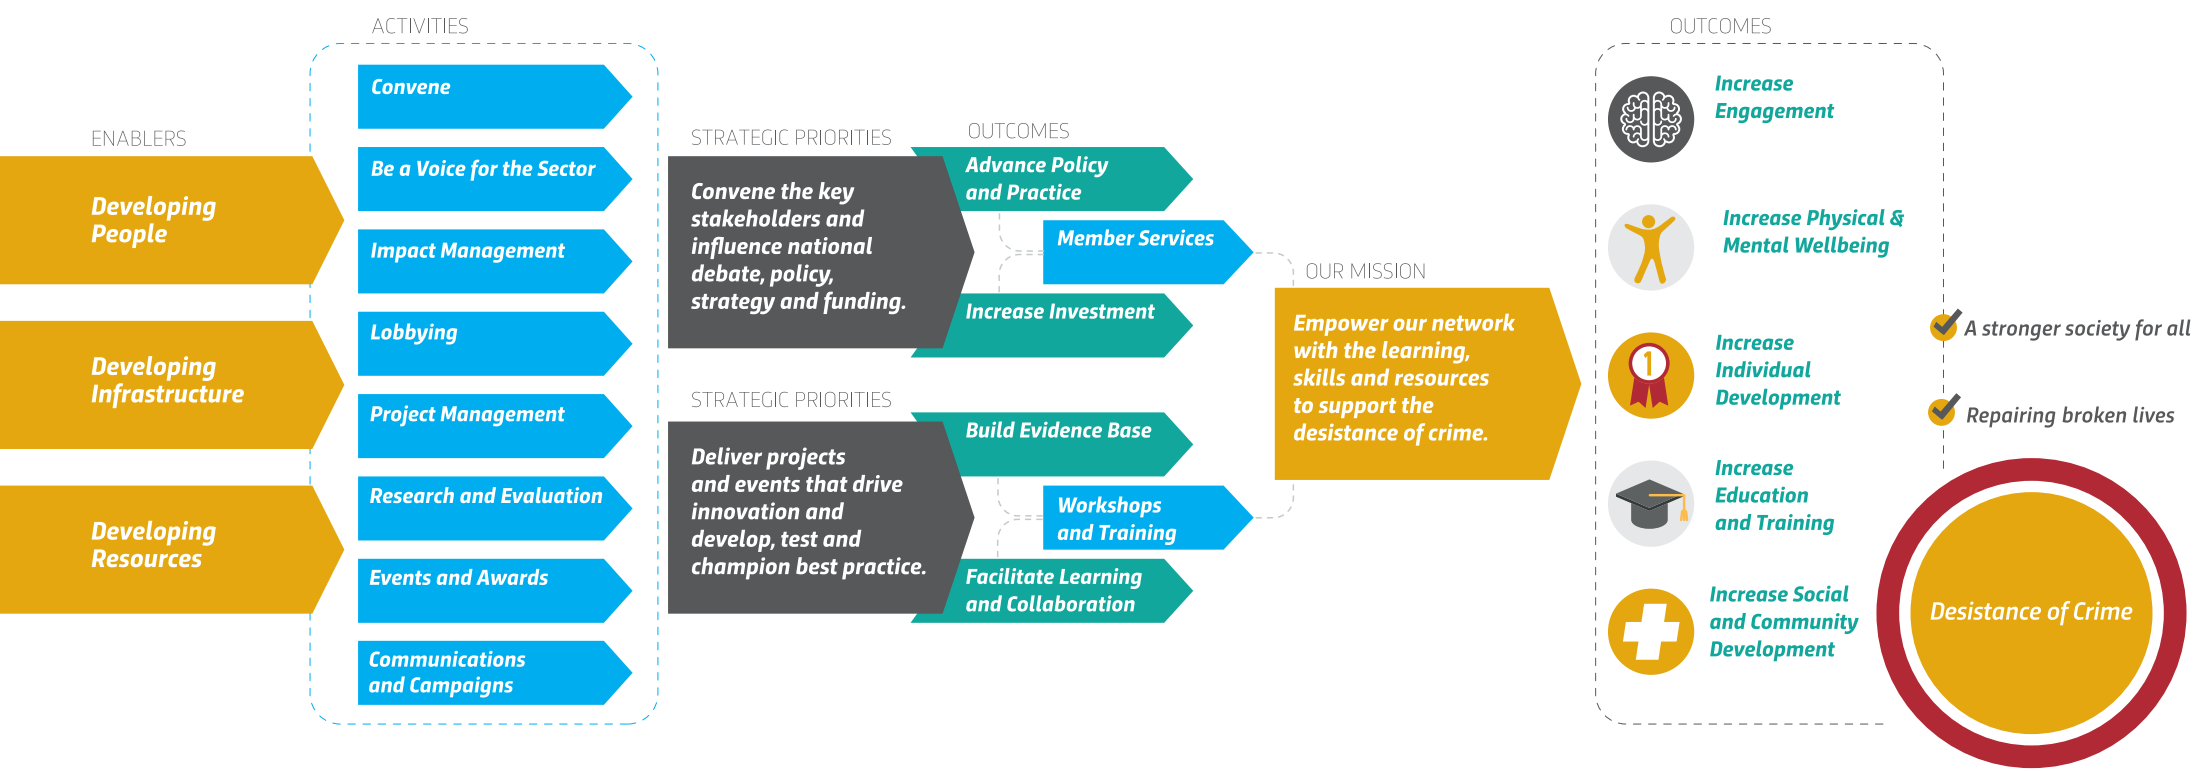 ENABLERS
Developing
People
Developing
Infrastructure
Developing
Resources
ACTIVITIES
Convene
Be a Voice for the Sector
Impact Management
Lobbying
Project Management
Research and Evaluation
Events and Awards
Communications
and Campaigns
STRATEGIC PRIORITIES
Convene the key
stakeholders and
influence national
debate, policy,
strategy and funding.
OUTCOMES
Advance Policy
and Practice
Member Services
Increase Investment
STRATEGIC PRIORITIES
Deliver projects
and events that drive
innovation and
develop, test and
champion best practice.
Build Evidence Base
Workshops
and Training
Facilitate Learning
and Collaboration
OUR MISSION
Empower our network
with the learning,
skills and resources
to support the
desistance of crime.
OUTCOMES
Increase
Engagement
Increase Physical &
Mental Wellbeing
1
Increase
Individual
Development
Increase
Education
and Training
Increase Social
and Community
Development
A stronger society for all
Repairing broken lives
Desistance of Crime